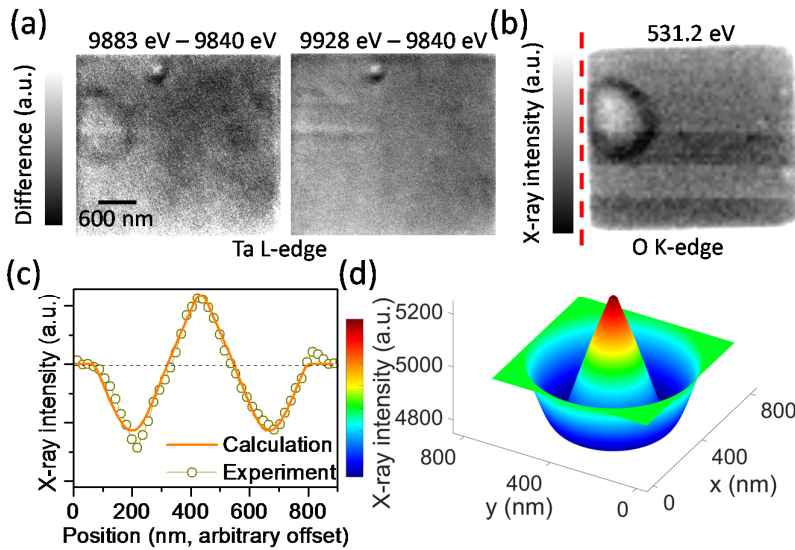 (a)
9883 eV – 9840 eV
9928 eV – 9840 eV
Difference (a.u.)
600 nm
Ta L-edge
(b)
531.2 eV
X-ray intensity (a.u.)
O K-edge
(c)
X-ray intensity (a.u.)
Calculation
Experiment
0 200 400 600 800
Position (nm, arbitrary offset)
(d)
X-ray intensity (a.u.)
5200
5000
4800
800
400
0
y (nm)
0
400
800
x (nm)